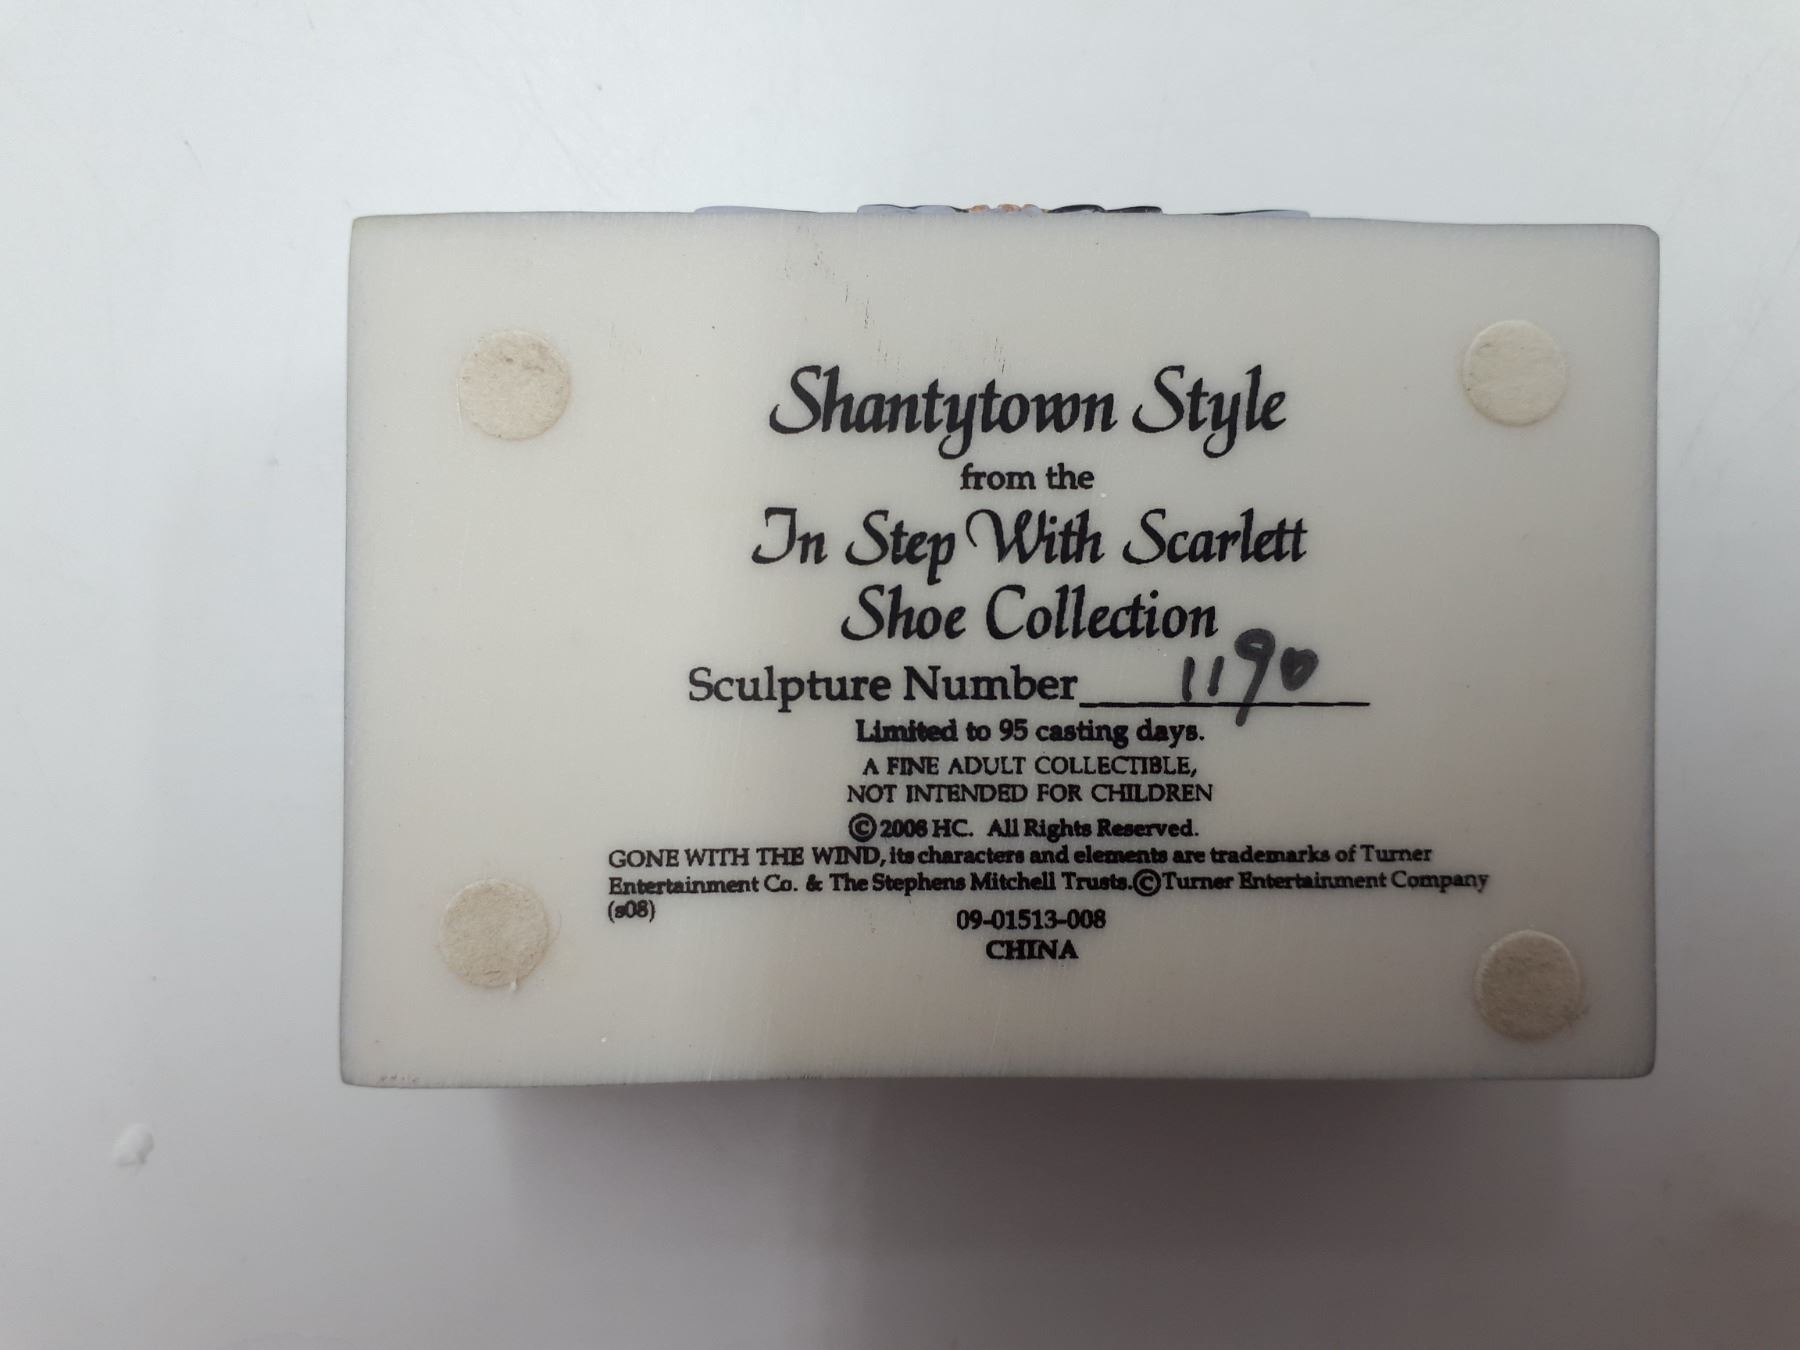 Shantytown Style
from the
In Step With Scarlett
Shoe Collection
Sculpture Number 1190
Limited to 95 casting days.
A FINE ADULT COLLECTIBLE,
NOT INTENDED FOR CHILDREN
©2008 HC. All Rights Reserved.
GONE WITH THE WIND, its characters and elements are trademarks of Turner
Entertainment Co. & The Stephens Mitchell Trusts.©Turner Entertainment Company
(s08)
09-01513-008
CHINA